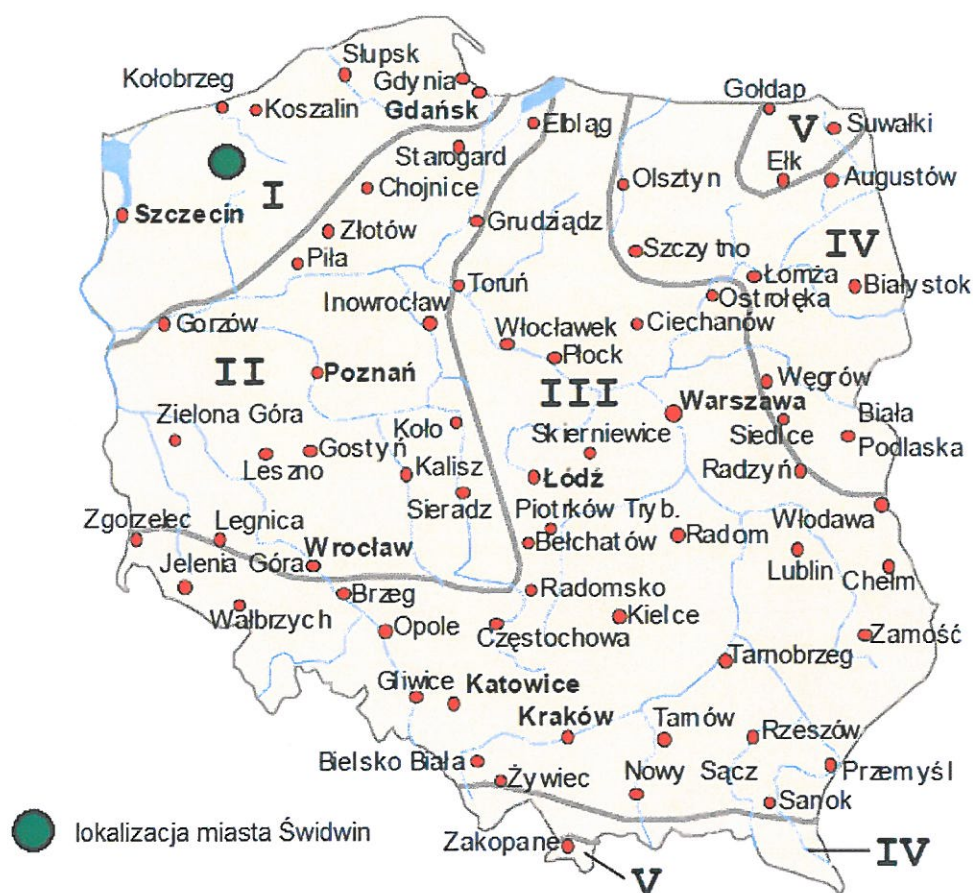 Słupsk
Kołobrzeg
Gdynia
Koszalin
Gdańsk
Gołdap
V
Suwałki
Elbląg
Starogard
Ełk
I
Chojnice
Olsztyn
Augustów
Szczecin
Grudziądz
Złotów
IV
Szczytno
Piła
Toruń
Łomża
Białystok
Inowrocław
Ostrołęka
Gorzów
Włocławek
Ciechanów
Płock
II
Poznań
III
Węgrów
Warszawa
Zielona Góra
Koło
Skierniewice
Siedlce
Biała
Podlaska
Gostyń
Leszno
Kalisz
Łódź
Radzyń
Sieradz
Piotrków Tryb.
Zgorzelec
Legnica
Włodawa
Wrocław
Bełchatów
Radom
Jelenia Góra
Lublin
Chełm
Brzeg
Radomsko
Wałbrzych
Kielce
Opole
Częstochowa
Zamość
Tarnobrzeg
Gliwice
Katowice
Kraków
Tarnów
Rzeszów
Bielsko Biała
Żywiec
Nowy Sącz
Przemyśl
Sanok
lokalizacja miasta Świdwin
Zakopane
IV
V